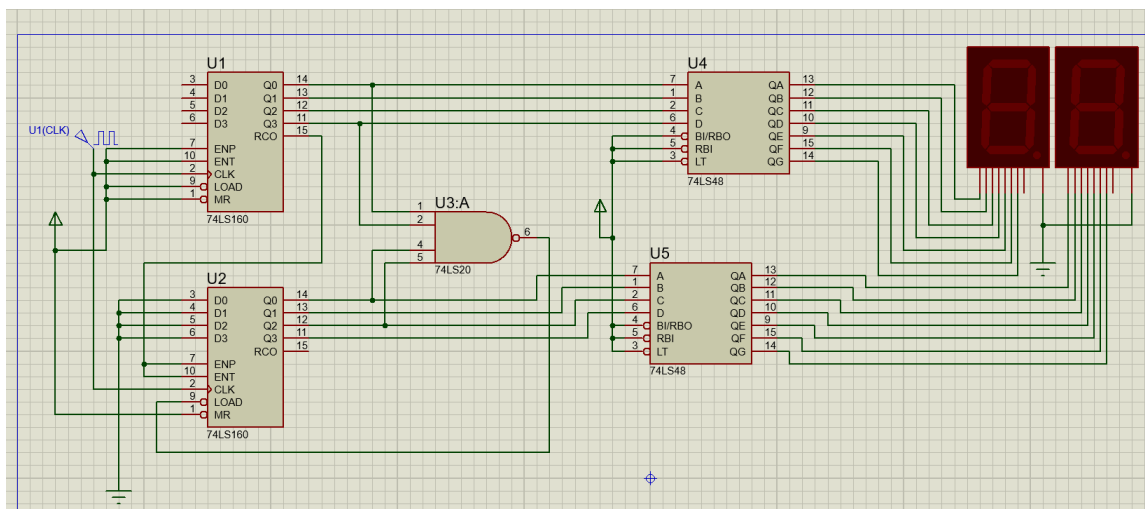 U1
3 D0 Q0 14
4 D1 Q1 13
5 D2 Q2 12
6 D3 Q3 11
RCO 15
7 ENP
10 ENT
2 CLK
9 LOAD
1 MR
74LS160
U1(CLK)
U4
7 A QA 13
1 B QB 12
2 C QC 11
6 D QD 10
4 BI/RBO QE 9
5 RBI QF 15
3 LT QG 14
74LS48
U3:A
1
2
4
5
6
74LS20
U2
3 D0 Q0 14
4 D1 Q1 13
5 D2 Q2 12
6 D3 Q3 11
RCO 15
7 ENP
10 ENT
2 CLK
9 LOAD
1 MR
74LS160
U5
7 A QA 13
1 B QB 12
2 C QC 11
6 D QD 10
4 BI/RBO QE 9
5 RBI QF 15
3 LT QG 14
74LS48